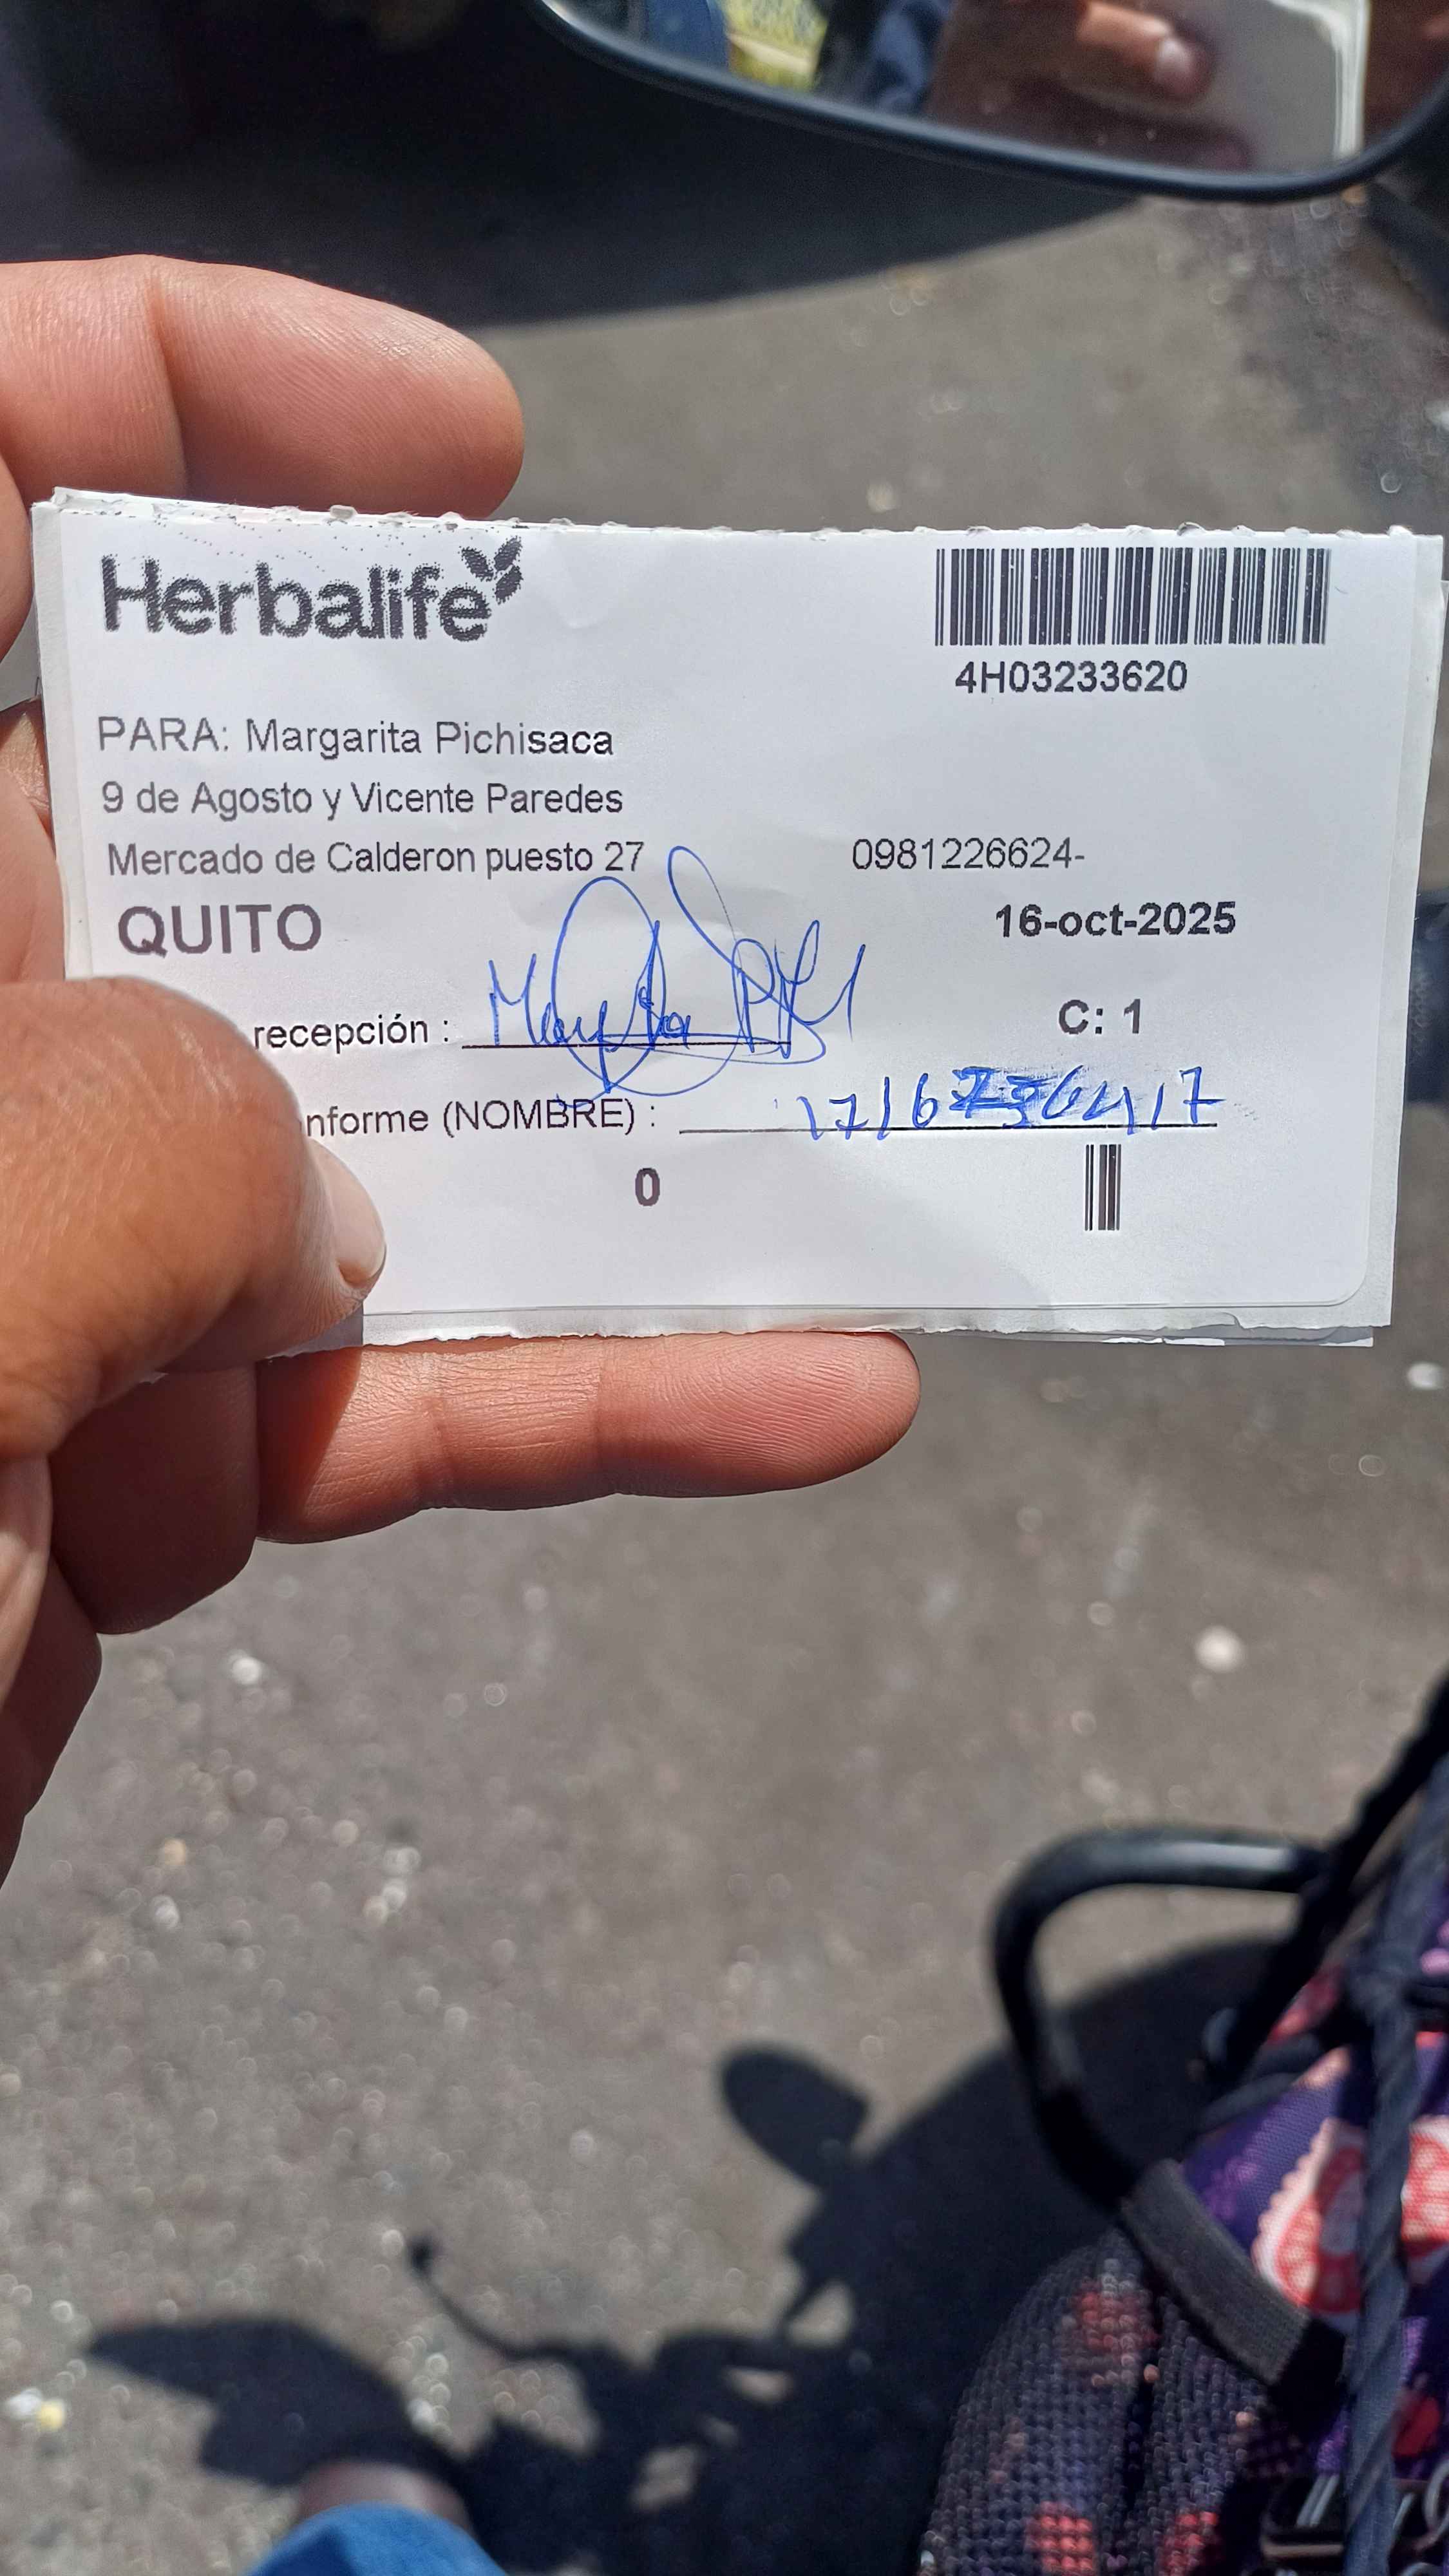 Herbalife
4H03233620
PARA: Margarita Pichisaca
9 de Agosto y Vicente Paredes
Mercado de Calderon puesto 27 0981226624-
QUITO 16-oct-2025
recepción :
C: 1
nforme (NOMBRE) :
0